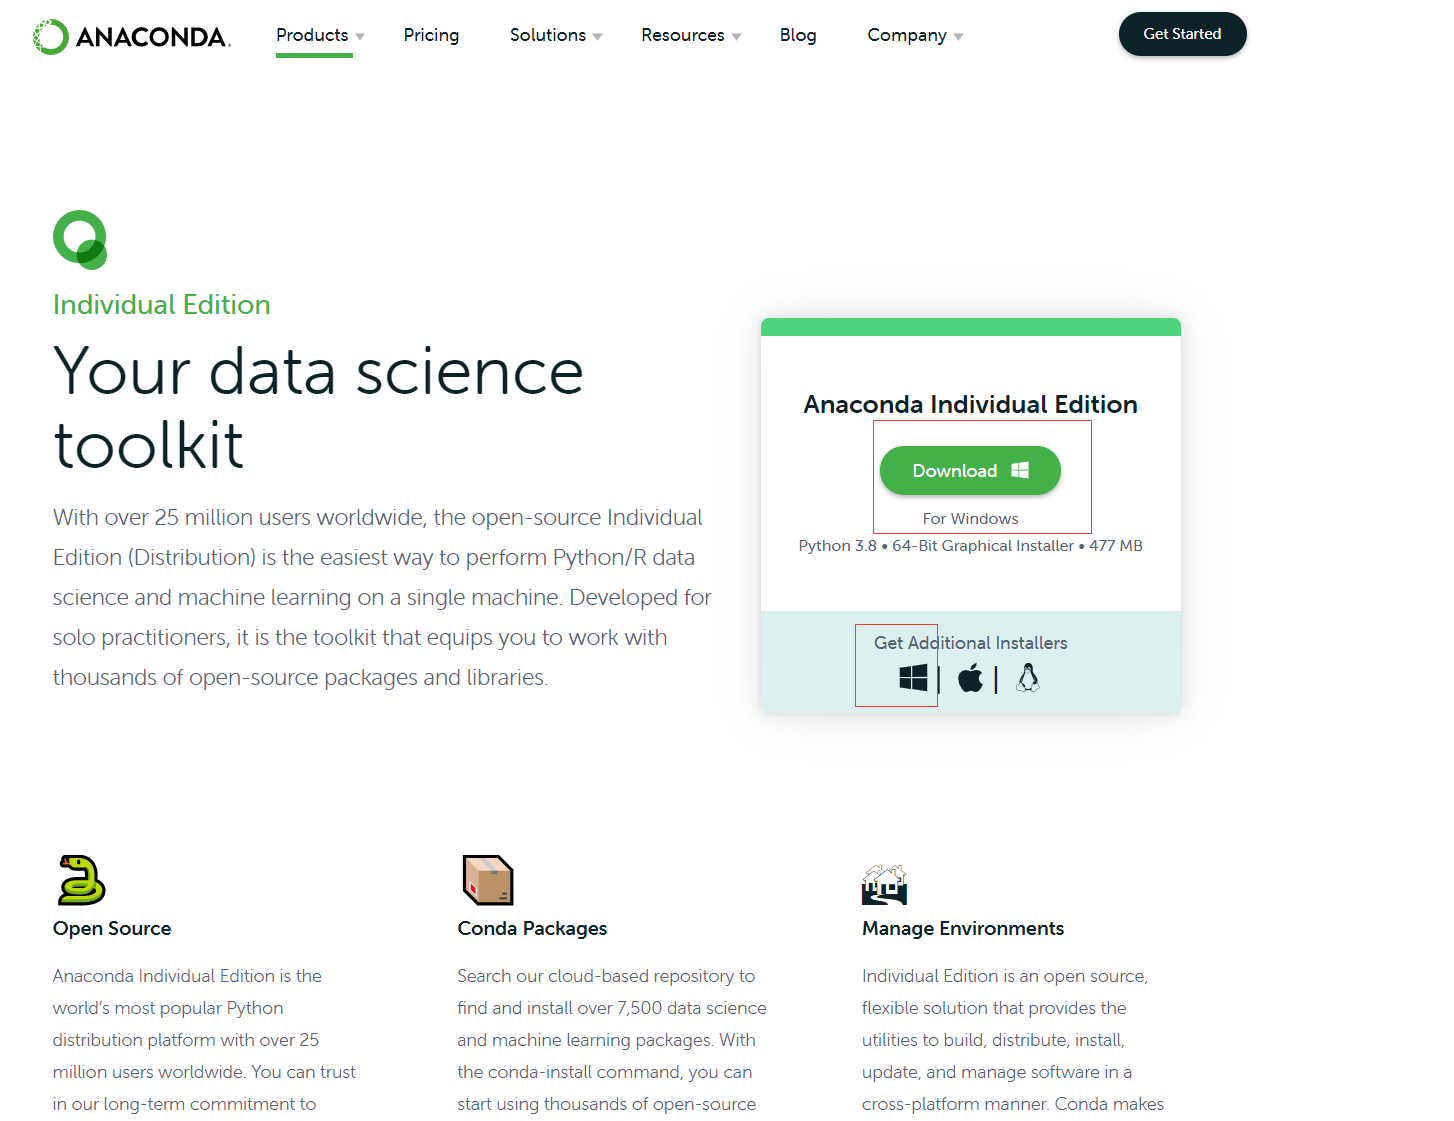 ANACONDA.
Products
Pricing
Solutions
Resources
Blog
Company
Get Started
Individual Edition
Your data science
toolkit
With over 25 million users worldwide, the open-source Individual
Edition (Distribution) is the easiest way to perform Python/R data
science and machine learning on a single machine. Developed for
solo practitioners, it is the toolkit that equips you to work with
thousands of open-source packages and libraries.
Anaconda Individual Edition
Download
For Windows
Python 3.8 • 64-Bit Graphical Installer • 477 MB
Get Additional Installers
| |
Open Source
Anaconda Individual Edition is the
world’s most popular Python
distribution platform with over 25
million users worldwide. You can trust
in our long-term commitment to
Conda Packages
Search our cloud-based repository to
find and install over 7,500 data science
and machine learning packages. With
the conda-install command, you can
start using thousands of open-source
Manage Environments
Individual Edition is an open source,
flexible solution that provides the
utilities to build, distribute, install,
update, and manage software in a
cross-platform manner. Conda makes